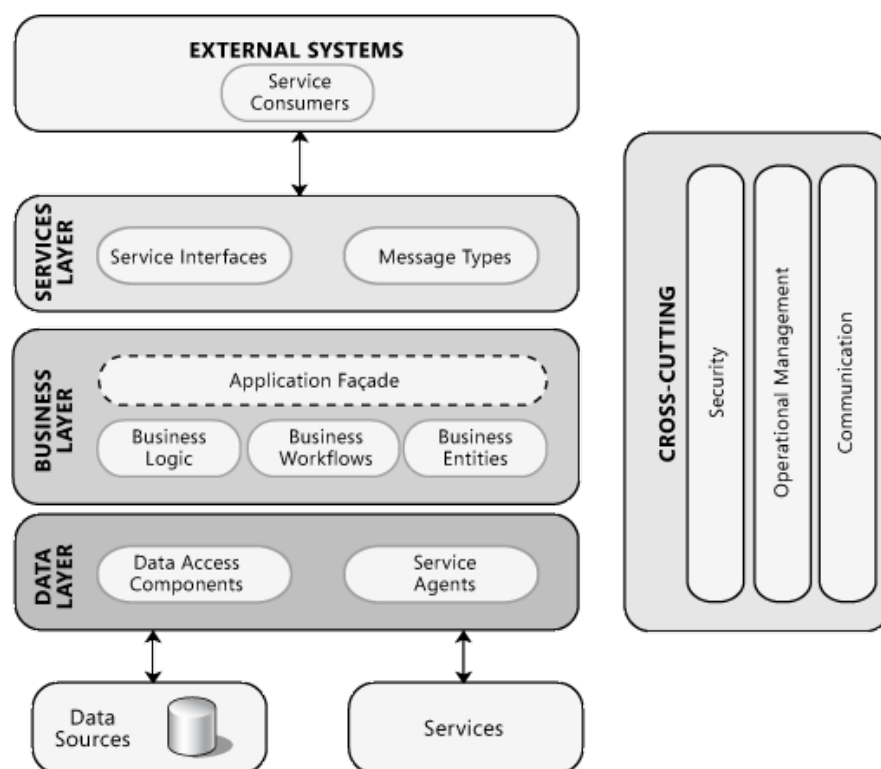 EXTERNAL SYSTEMS
Service
Consumers
SERVICES
LAYER
Service Interfaces
Message Types
BUSINESS
LAYER
Application Façade
Business
Logic
Business
Workflows
Business
Entities
DATA
LAYER
Data Access
Components
Service
Agents
Data
Sources
Services
CROSS-CUTTING
Security
Operational Management
Communication